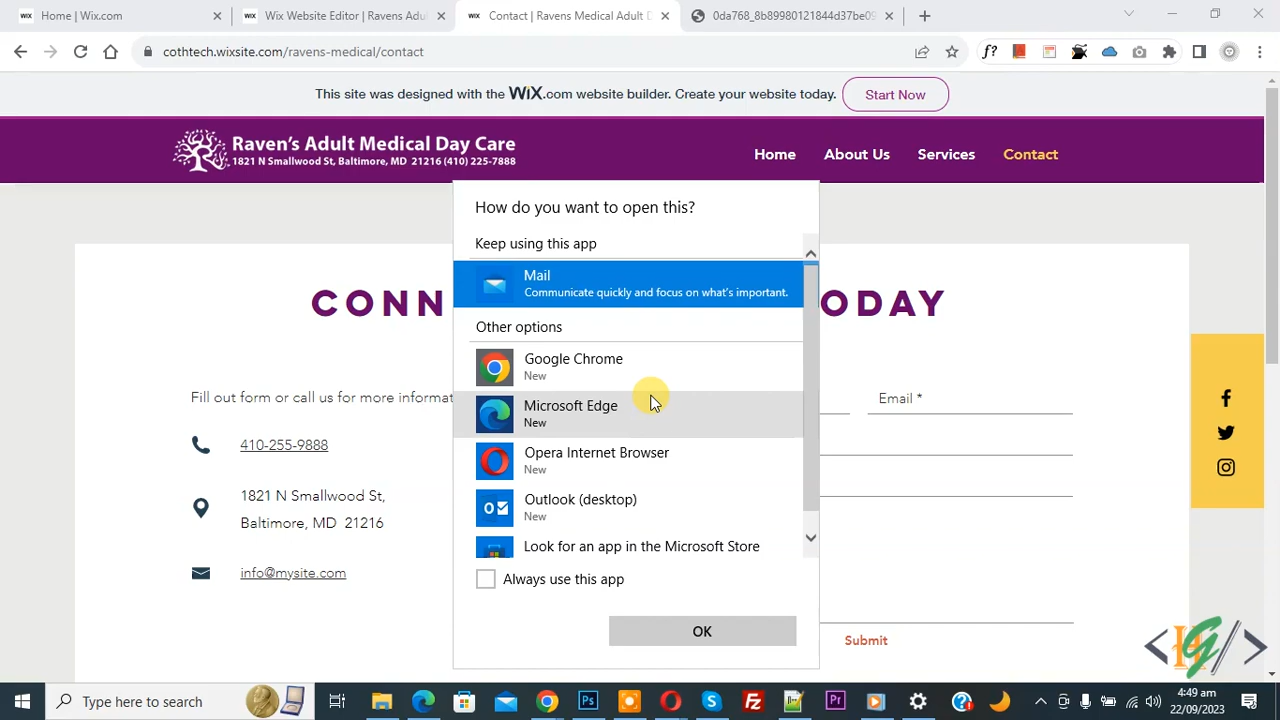 Home | Wix.com
Wix Website Editor | Ravens Adu
Contact | Ravens Medical Adult D
0da768_8b89980121844d37be09
cothtech.wixsite.com/ravens-medical/contact
This site was designed with the WiX.com website builder. Create your website today.
Start Now
Raven's Adult Medical Day Care
1821 N Smallwood St, Baltimore, MD 21216 (410) 225-7888
Home
About Us
Services
Contact
How do you want to open this?
Keep using this app
Mail
Communicate quickly and focus on what's important.
Other options
Google Chrome
New
Microsoft Edge
New
Opera Internet Browser
New
Outlook (desktop)
New
Look for an app in the Microsoft Store
Always use this app
OK
CONN
ODAY
Fill out form or call us for more informat
410-255-9888
1821 N Smallwood St,
Baltimore, MD 21216
info@mysite.com
Email *
Submit
Type here to search
4:49 am
22/09/2023